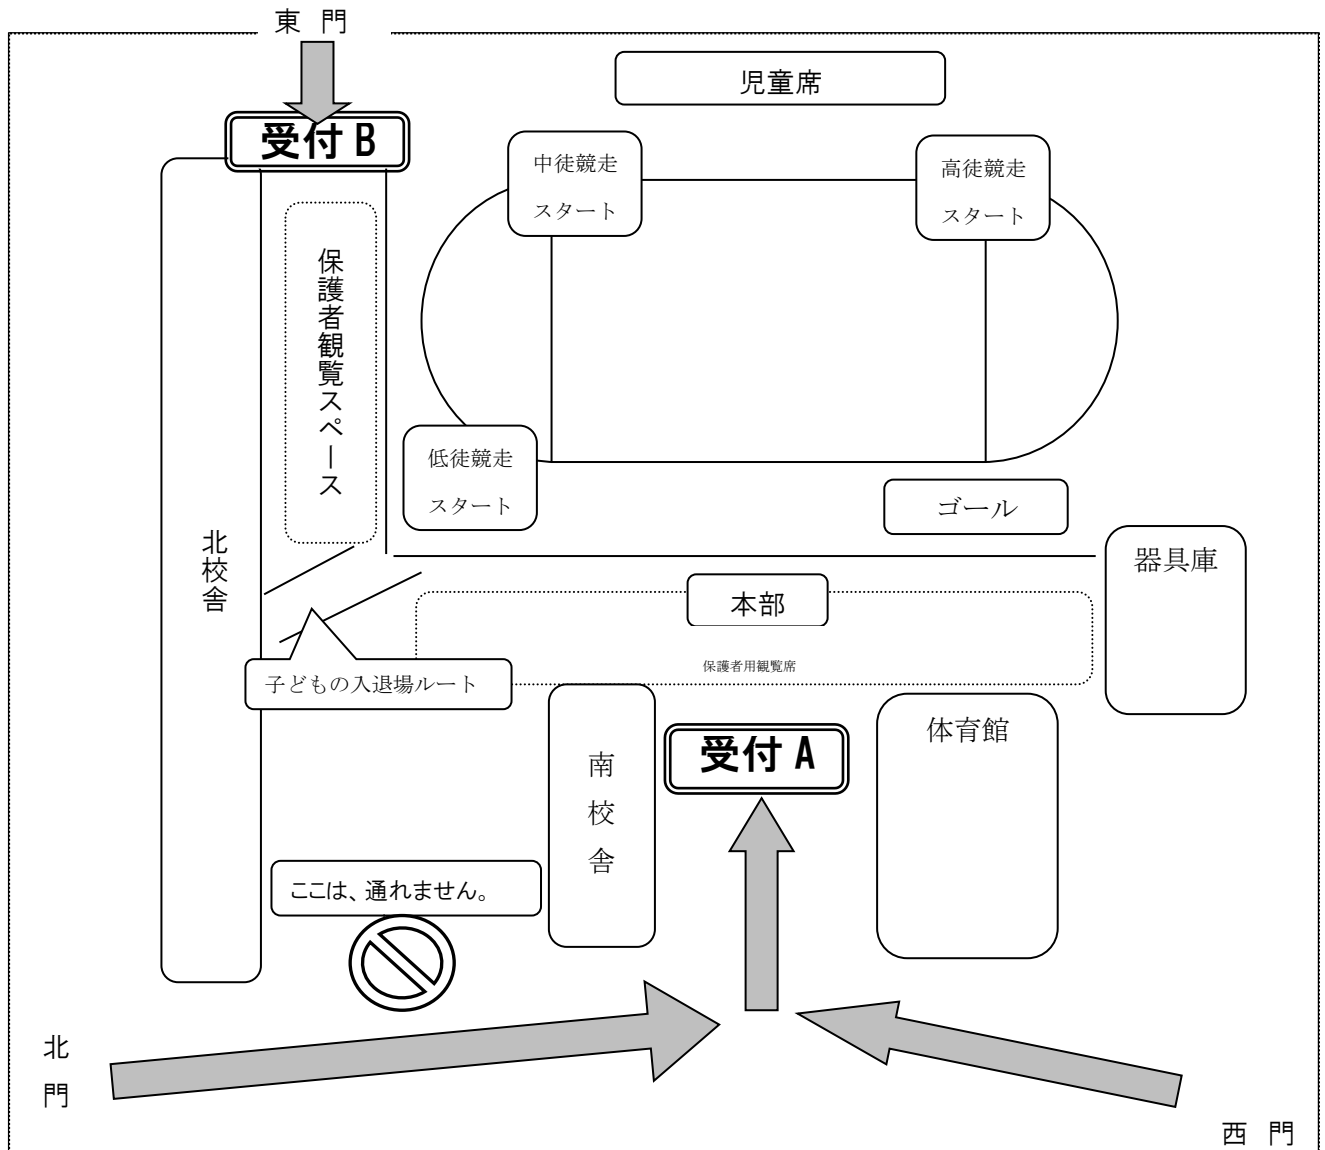 東 門
児童席
受付 B
中徒競走
スタート
高徒競走
スタート
保護者観覧スペース
低徒競走
スタート
ゴール
北校舎
器具庫
本部
保護者用観覧席
子どもの入退場ルート
体育館
受付 A
南校舎
ここは、通れません。
北門
西 門